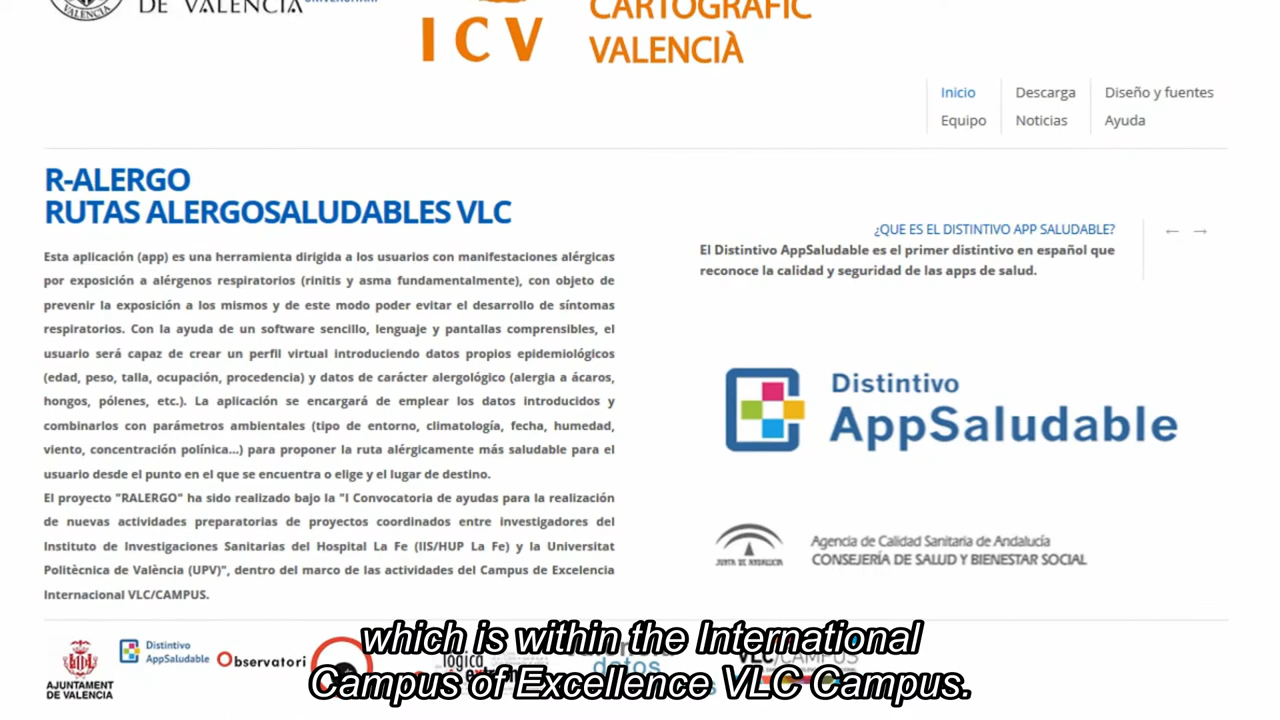 DE VALÈNCIA
CARTOGRÀFIC
ICV
VALENCIÀ
Inicio
Descarga
Diseño y fuentes
Equipo
Noticias
Ayuda
R-ALERGO
RUTAS ALERGOSALUDABLES VLC
Esta aplicación (app) es una herramienta dirigida a los usuarios con manifestaciones alérgicas
por exposición a alérgenos respiratorios (rinitis y asma fundamentalmente), con objeto de
prevenir la exposición a los mismos y de este modo poder evitar el desarrollo de síntomas
respiratorios. Con la ayuda de un software sencillo, lenguaje y pantallas comprensibles, el
usuario será capaz de crear un perfil virtual introduciendo datos propios epidemiológicos
(edad, peso, talla, ocupación, procedencia) y datos de carácter alergológico (alergia a ácaros,
hongos, pólenes, etc.). La aplicación se encargará de emplear los datos introducidos y
combinarlos con parámetros ambientales (tipo de entorno, climatología, fecha, humedad,
viento, concentración polínica...) para proponer la ruta alérgicamente más saludable para el
usuario desde el punto en el que se encuentra o elige y el lugar de destino.
El proyecto "RALERGO" ha sido realizado bajo la "I Convocatoria de ayudas para la realización
de nuevas actividades preparatorias de proyectos coordinados entre investigadores del
Instituto de Investigaciones Sanitarias del Hospital La Fe (IIS/HUP La Fe) y la Universitat
Politècnica de València (UPV)", dentro del marco de las actividades del Campus de Excelencia
Internacional VLC/CAMPUS.
¿QUE ES EL DISTINTIVO APP SALUDABLE?
← →
El Distintivo AppSaludable es el primer distintivo en español que
reconoce la calidad y seguridad de las apps de salud.
Distintivo
AppSaludable
JUNTA DE ANDALUCIA
Agencia de Calidad Sanitaria de Andalucía
CONSEJERÍA DE SALUD Y BIENESTAR SOCIAL
AJUNTAMENT
DE VALENCIA
Distintivo
AppSaludable
Observatori
lógica
datos
VLC/CAMPUS
which is within the International
Campus of Excellence VLC Campus.